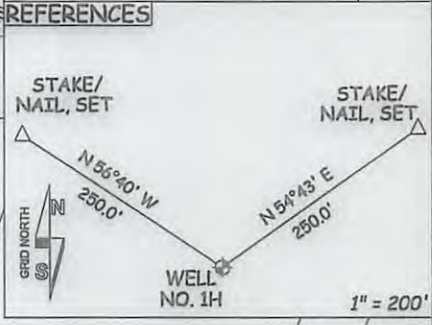 REFERENCES
STAKE/
NAIL, SET
STAKE/
NAIL, SET
N 56°40' W
250.0'
N 54°43' E
250.0'
GRID NORTH
N
S
WELL
NO. 1H
1" = 200'